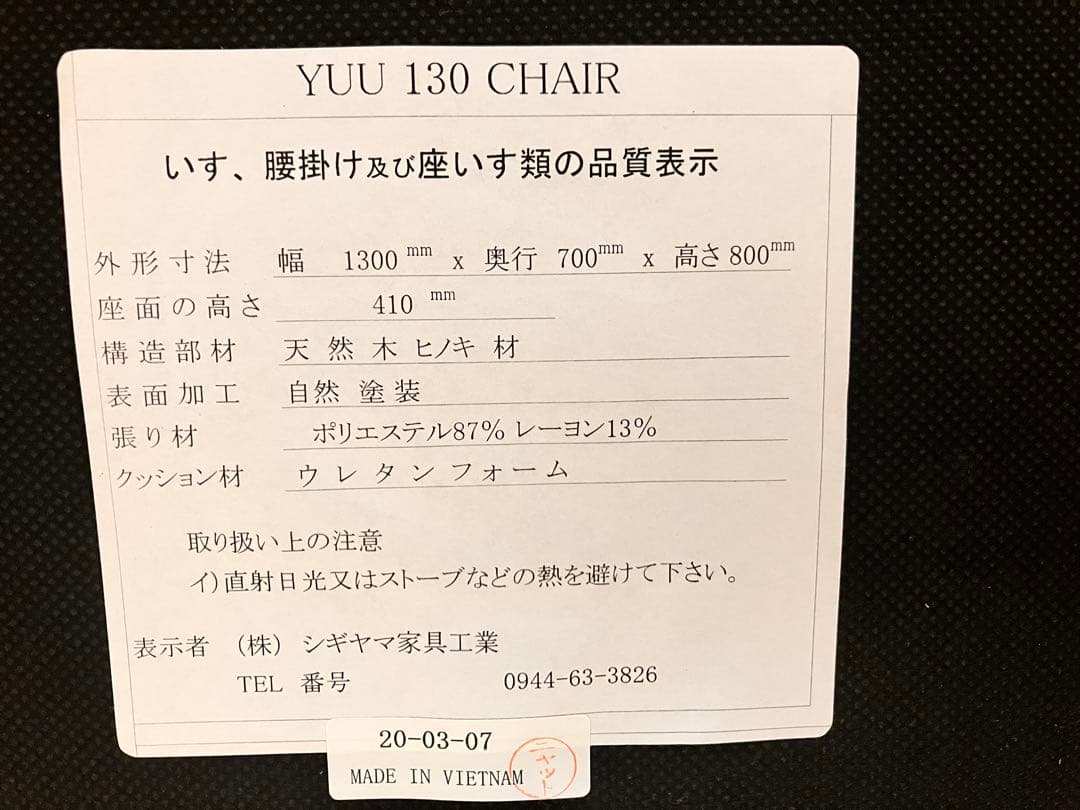 YUU 130 CHAIR
いす、腰掛け及び座いす類の品質表示
外形寸法 幅 1300 mm x 奥行 700mm x 高さ 800mm
座面の高さ 410 mm
構造部材 天然木 ヒノキ 材
表面加工 自然 塗装
張り材 ポリエステル87% レーヨン13%
クッション材 ウレタンフォーム
取り扱い上の注意
イ)直射日光又はストーブなどの熱を避けて下さい。
表示者 (株) シギヤマ家具工業
TEL 番号 0944-63-3826
20-03-07
MADE IN VIETNAM
ニャット